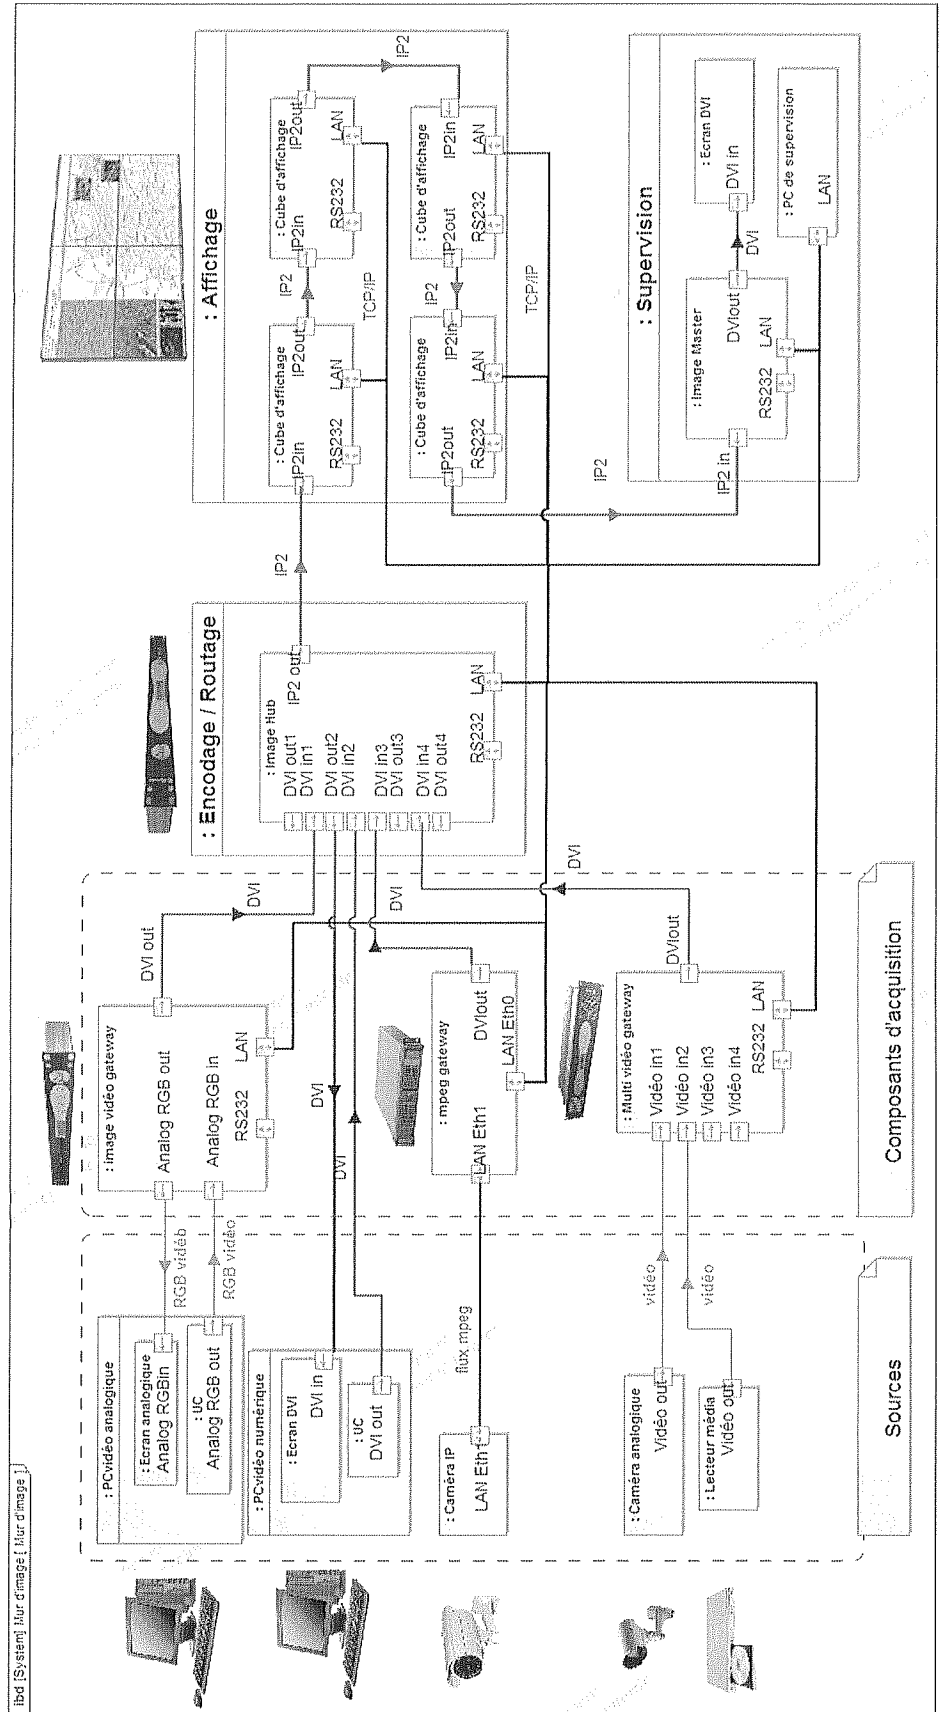 ibd [System] Mur d'image [ Mur d'image ]
: PCvidéo analogique
: Ecran analogique
Analog RGBin
: UC
Analog RGB out
RGB vidéo
RGB vidéo
: image vidéo gateway
Analog RGB out
Analog RGB in
RS232
LAN
DVI out
DVI
: PCvidéo numérique
: Ecran DVI
DVI in
: UC
DVI out
DVI
DVI
: Caméra IP
LAN Eth1
flux mpeg
: mpeg gateway
LAN Eth1
LAN Eth0
DVIout
DVI
: Caméra analogique
Vidéo out
: Lecteur média
Vidéo out
vidéo
vidéo
: Multi vidéo gateway
Vidéo in1
Vidéo in2
Vidéo in3
Vidéo in4
RS232
LAN
DVIout
DVI
Sources
Composants d'acquisition
: Encodage / Routage
: Image Hub
DVI out1
DVI in1
DVI out2
DVI in2
DVI in3
DVI out3
DVI in4
DVI out4
IP2 out
RS232
LAN
IP2
: Affichage
: Cube d'affichage
IP2in
IP2out
RS232
LAN
IP2
: Cube d'affichage
IP2in
IP2out
RS232
LAN
IP2
TCP/IP
: Cube d'affichage
IP2out
IP2in
RS232
LAN
IP2
: Cube d'affichage
IP2out
IP2in
RS232
LAN
TCP/IP
IP2
: Supervision
: Image Master
IP2 in
DVIout
RS232
LAN
DVI
: Ecran DVI
DVI in
: PC de supervision
LAN